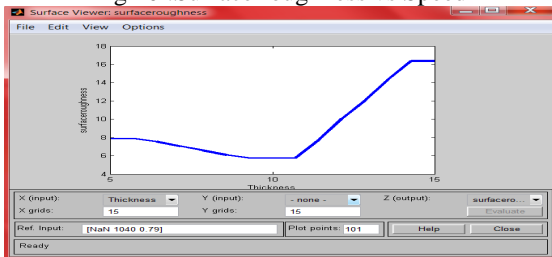 Surface Viewer: surfaceroughness
File Edit View Options
18
16
14
12
10
8
6
4
surfaceroughness
5 10 15
Thickness
X (input): Thickness Y (input): - none - Z (output): surfacero...
X grids: 15 Y grids: 15 Evaluate
Ref. Input: [NaN 1040 0.79] Plot points: 101 Help Close
Ready